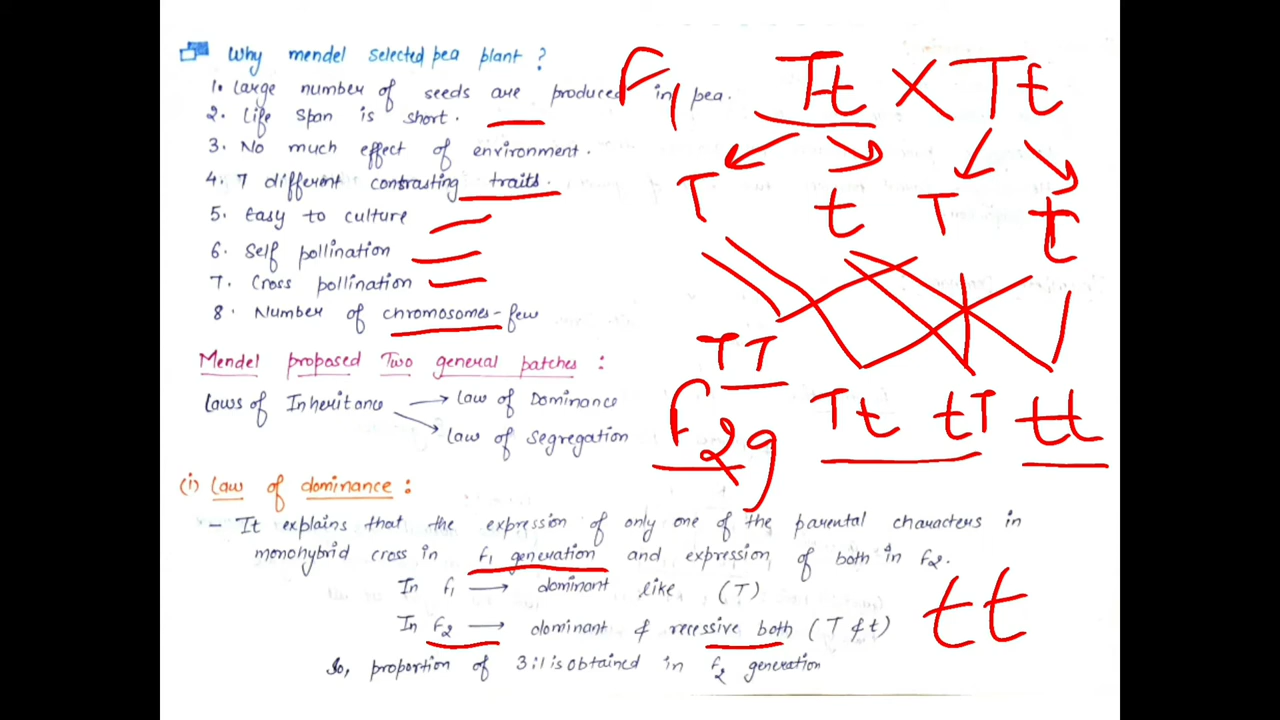 Why mendel selected pea plant ?
1. Large number of seeds are produced in pea.
2. Life span is short.
3. No much effect of environment.
4. 7 different contrasting traits.
5. Easy to culture
6. Self pollination
7. Cross pollination
8. Number of chromosomes - few
Mendel proposed Two general patches :
Laws of Inheritance → Law of Dominance
→ Law of Segregation
(i) Law of dominance :
- It explains that the expression of only one of the parental characters in
monohybrid cross in F1 generation and expression of both in F2.
In F1 → dominant like (T)
In F2 → dominant & recessive both (T & t)
So, proportion of 3:1 is obtained in F2 generation
F1 Tt X Tt
T t T t
TT Tt tT tt
F2 g
tt